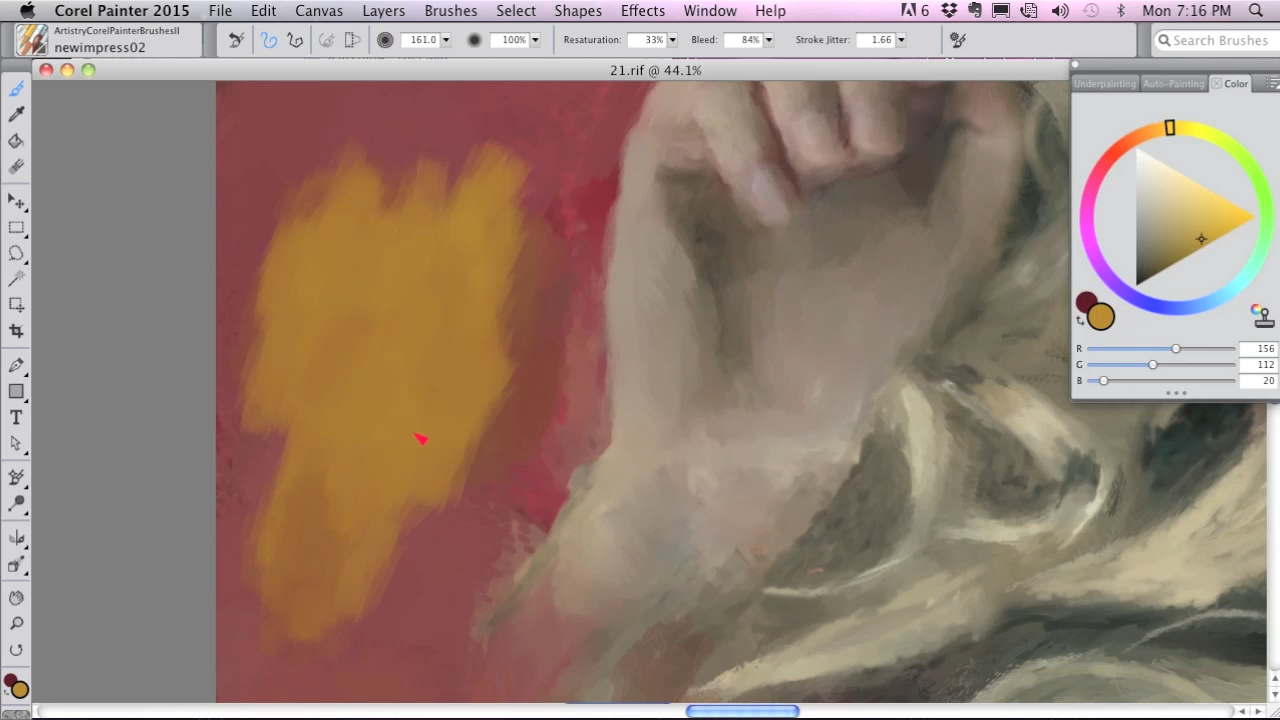 Corel Painter 2015 File Edit Canvas Layers Brushes Select Shapes Effects Window Help 6 Mon 7:16 PM
ArtistryCorelPainterBrushesII
newimpress02
161.0 100% Resaturation: 33% Bleed: 84% Stroke Jitter: 1.66 Search Brushes
21.rif @ 44.1%
Underpainting Auto-Painting Color
R 156
G 112
B 20
T